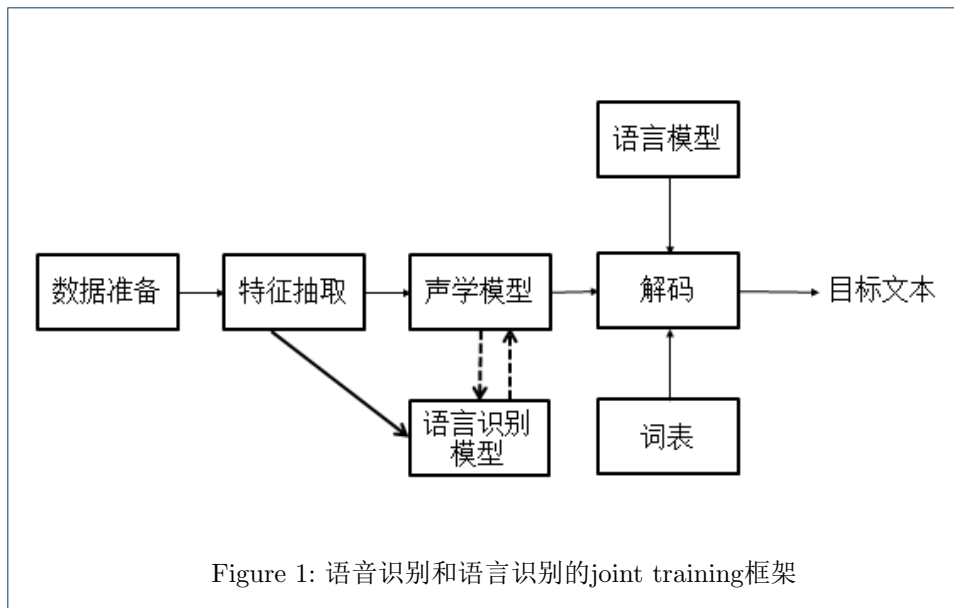 语言模型
数据准备
特征抽取
声学模型
解码
目标文本
语言识别
模型
词表
Figure 1: 语音识别和语言识别的joint training框架